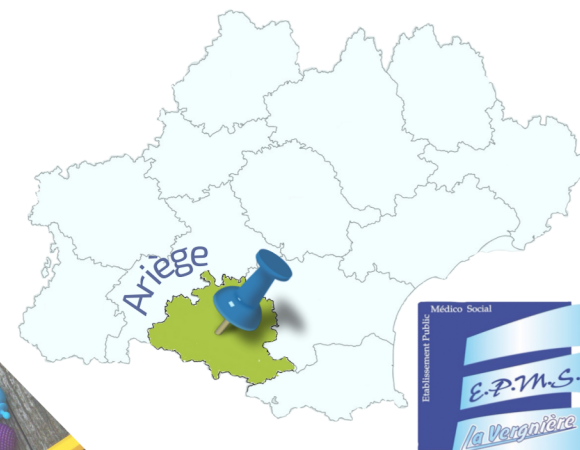 Ariège
Etablissement Public
Médico Social
E.P.M.S.
la Vergnière